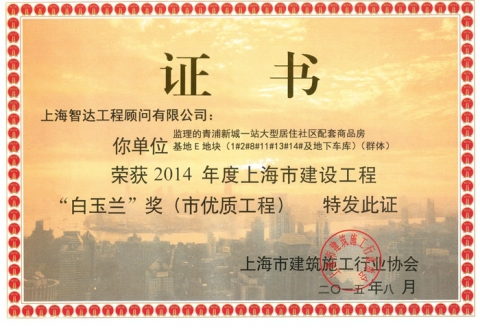 证 书
上海智达工程顾问有限公司：
你单位 监理的青浦新城一站大型居住社区配套商品房
基地E地块（1#2#8#11#13#14#及地下车库）（群体）
荣获 2014 年度上海市建设工程
“白玉兰”奖（市优质工程） 特发此证
上海市建筑施工行业协会
二○一五年八月